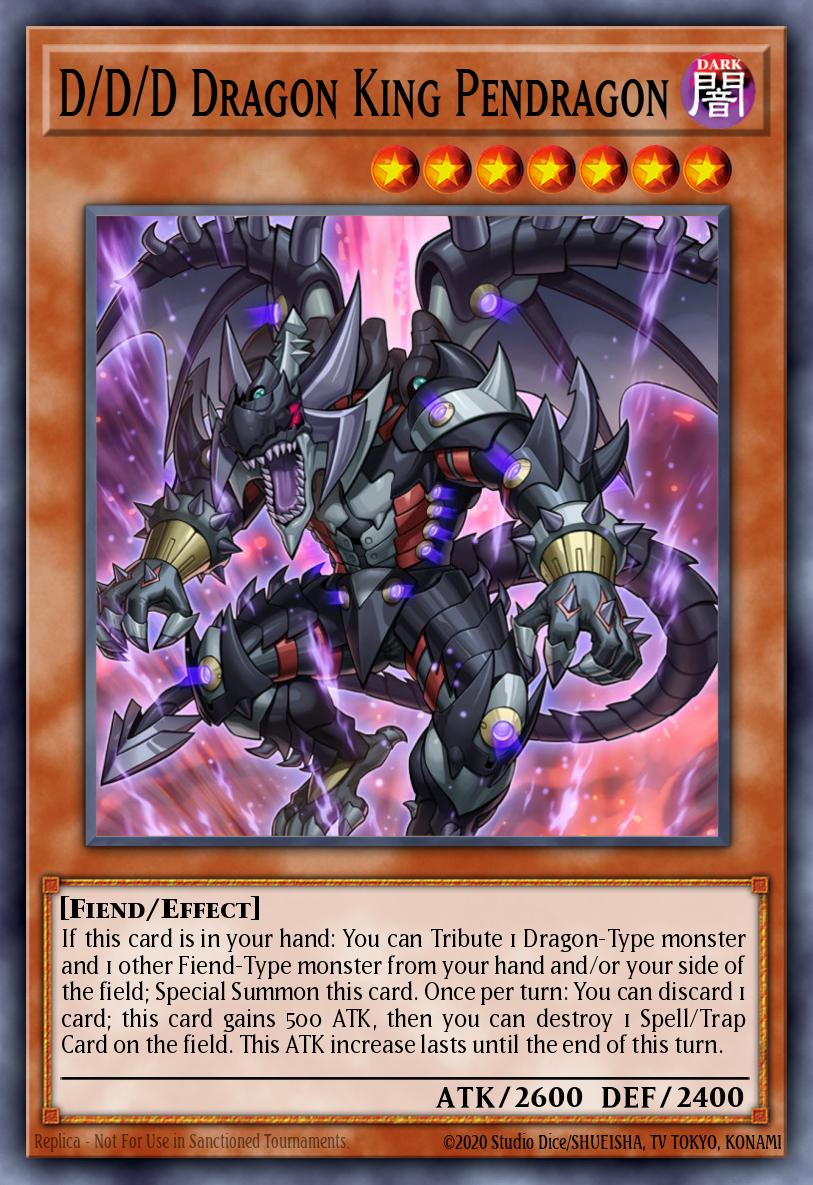 D/D/D Dragon King Pendragon
DARK
闇
[Fiend/Effect]
If this card is in your hand: You can Tribute 1 Dragon-Type monster
and 1 other Fiend-Type monster from your hand and/or your side of
the field; Special Summon this card. Once per turn: You can discard 1
card; this card gains 500 ATK, then you can destroy 1 Spell/Trap
Card on the field. This ATK increase lasts until the end of this turn.
ATK/2600 DEF/2400
Replica - Not For Use in Sanctioned Tournaments.
©2020 Studio Dice/SHUEISHA, TV TOKYO, KONAMI